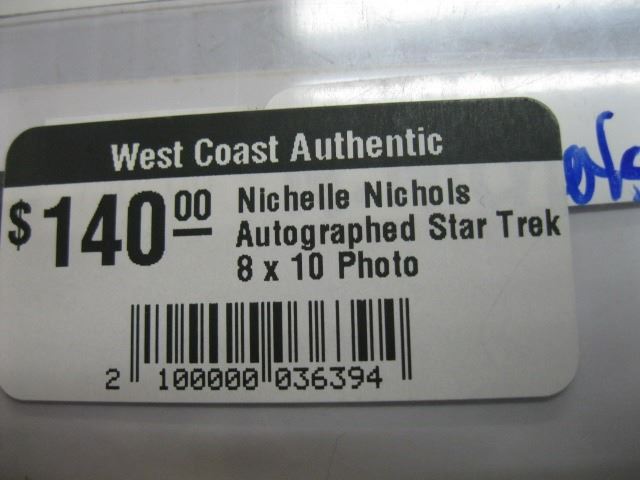 West Coast Authentic
$140.00 Nichelle Nichols
Autographed Star Trek
8 x 10 Photo
2 100000 036394